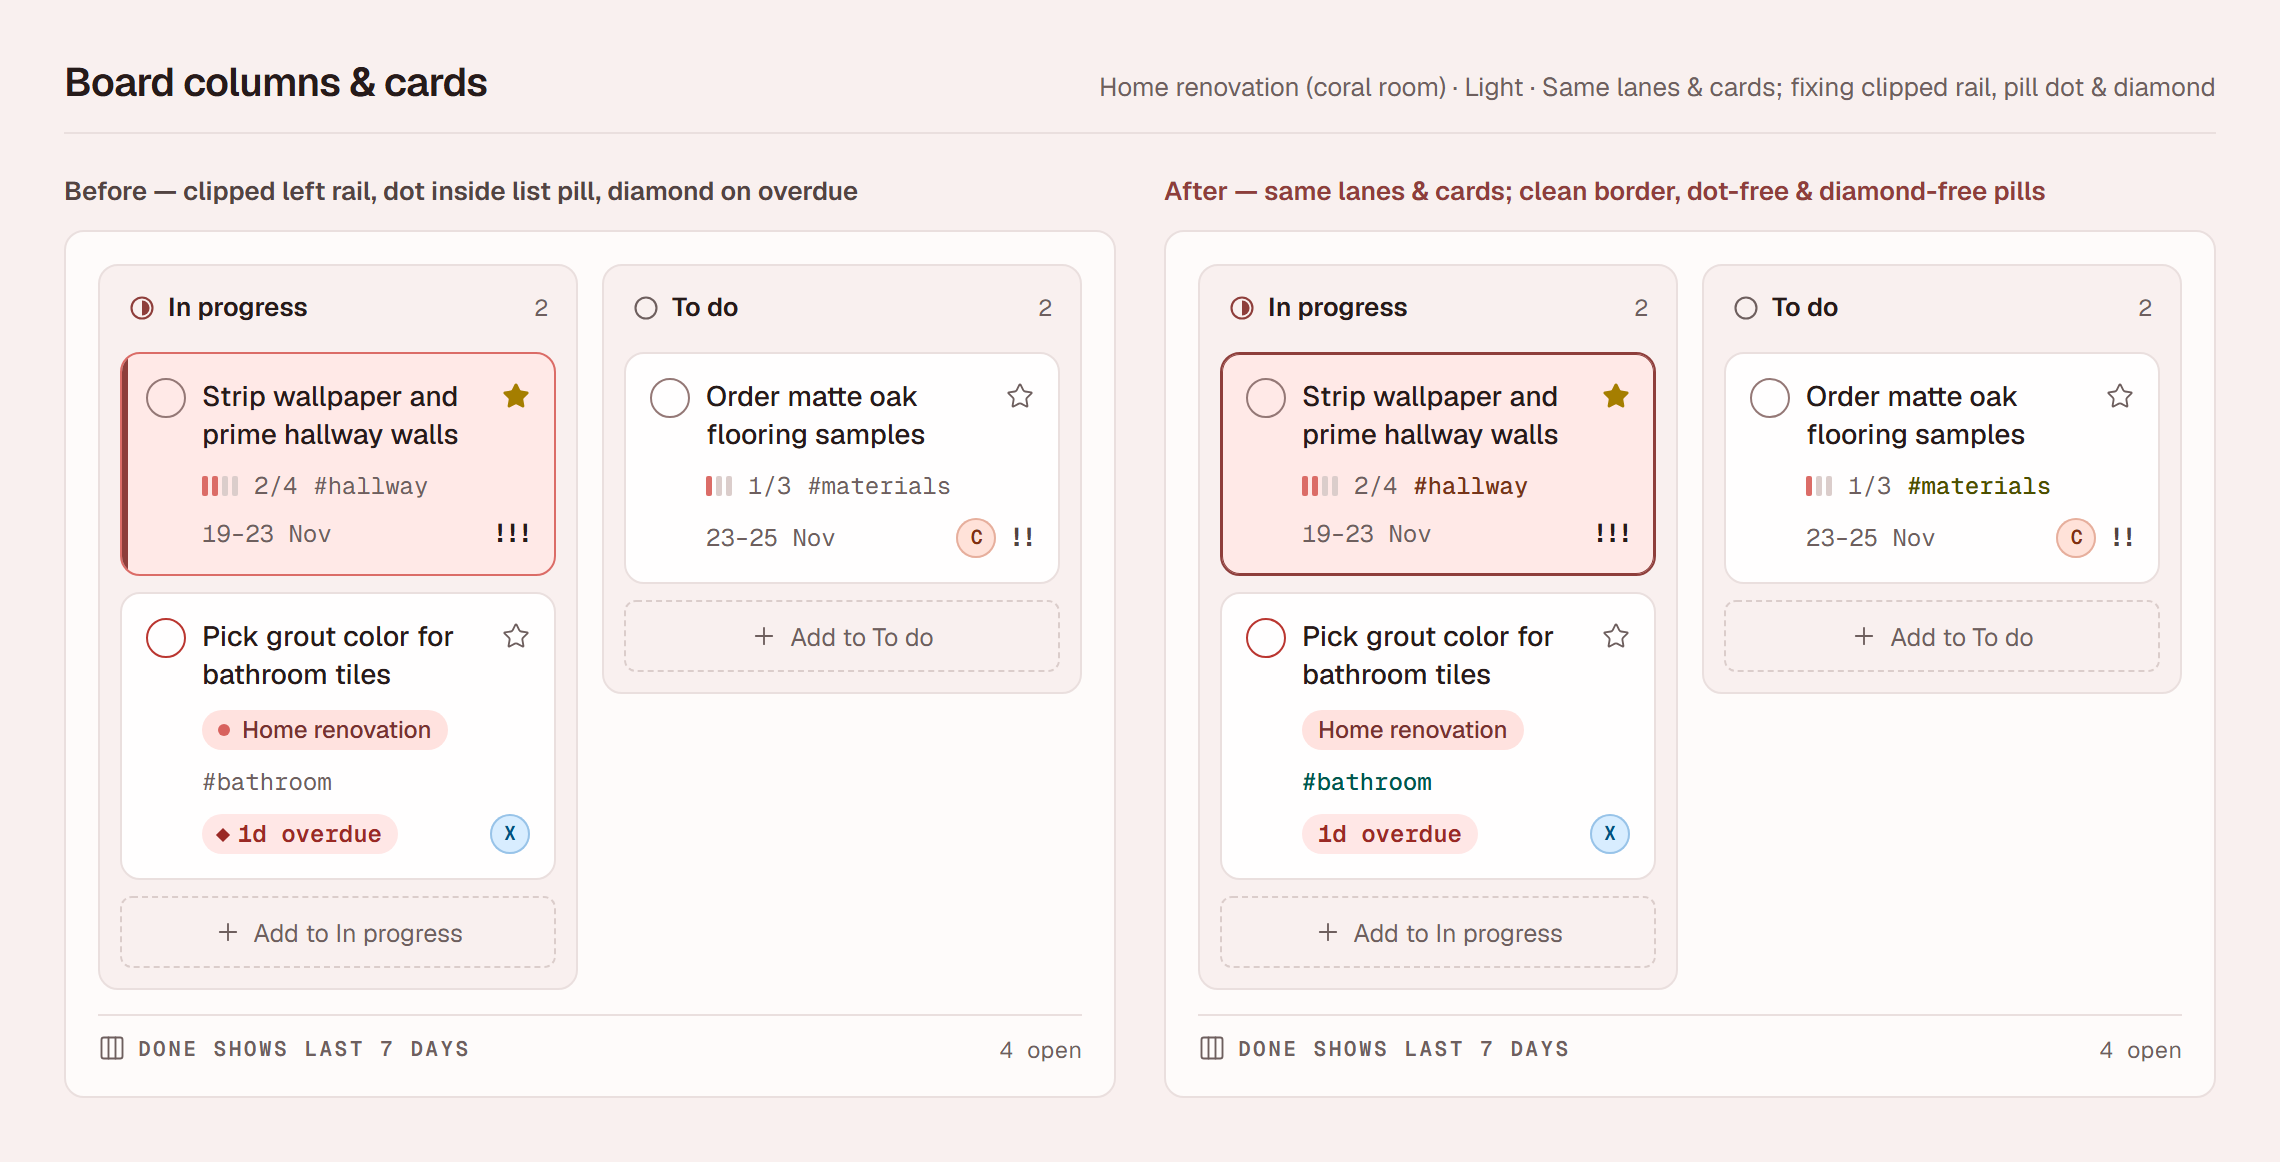 Board columns & cards
Home renovation (coral room) · Light · Same lanes & cards; fixing clipped rail, pill dot & diamond
Before — clipped left rail, dot inside list pill, diamond on overdue
In progress 2
Strip wallpaper and
prime hallway walls
2/4 #hallway
19–23 Nov !!!
Pick grout color for
bathroom tiles
Home renovation
#bathroom
1d overdue X
+ Add to In progress
To do 2
Order matte oak
flooring samples
1/3 #materials
23–25 Nov C !!
+ Add to To do
DONE SHOWS LAST 7 DAYS 4 open
After — same lanes & cards; clean border, dot-free & diamond-free pills
In progress 2
Strip wallpaper and
prime hallway walls
2/4 #hallway
19–23 Nov !!!
Pick grout color for
bathroom tiles
Home renovation
#bathroom
1d overdue X
+ Add to In progress
To do 2
Order matte oak
flooring samples
1/3 #materials
23–25 Nov C !!
+ Add to To do
DONE SHOWS LAST 7 DAYS 4 open